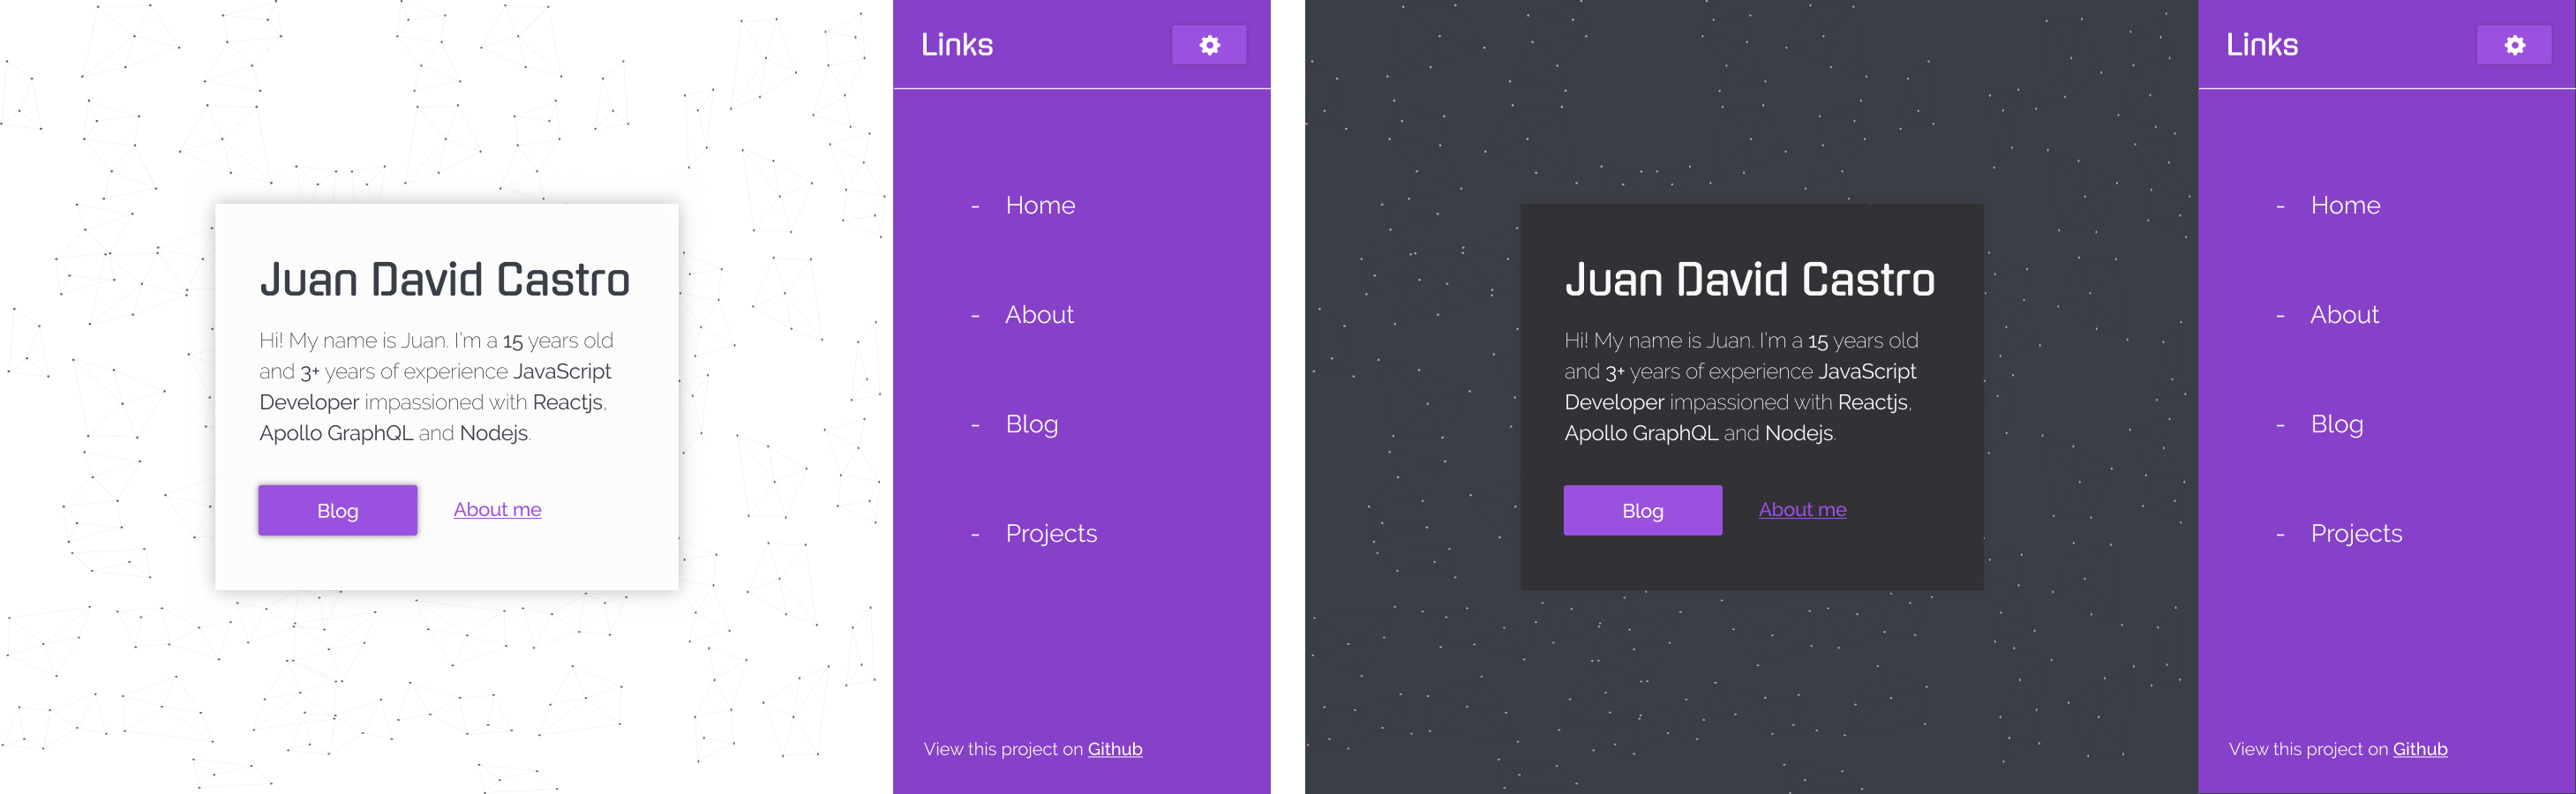 Juan David Castro
Hi! My name is Juan. I'm a 15 years old
and 3+ years of experience JavaScript
Developer impassioned with Reactjs,
Apollo GraphQL and Nodejs.
Blog
About me
Links
- Home
- About
- Blog
- Projects
View this project on Github
Juan David Castro
Hi! My name is Juan. I'm a 15 years old
and 3+ years of experience JavaScript
Developer impassioned with Reactjs,
Apollo GraphQL and Nodejs.
Blog
About me
Links
- Home
- About
- Blog
- Projects
View this project on Github